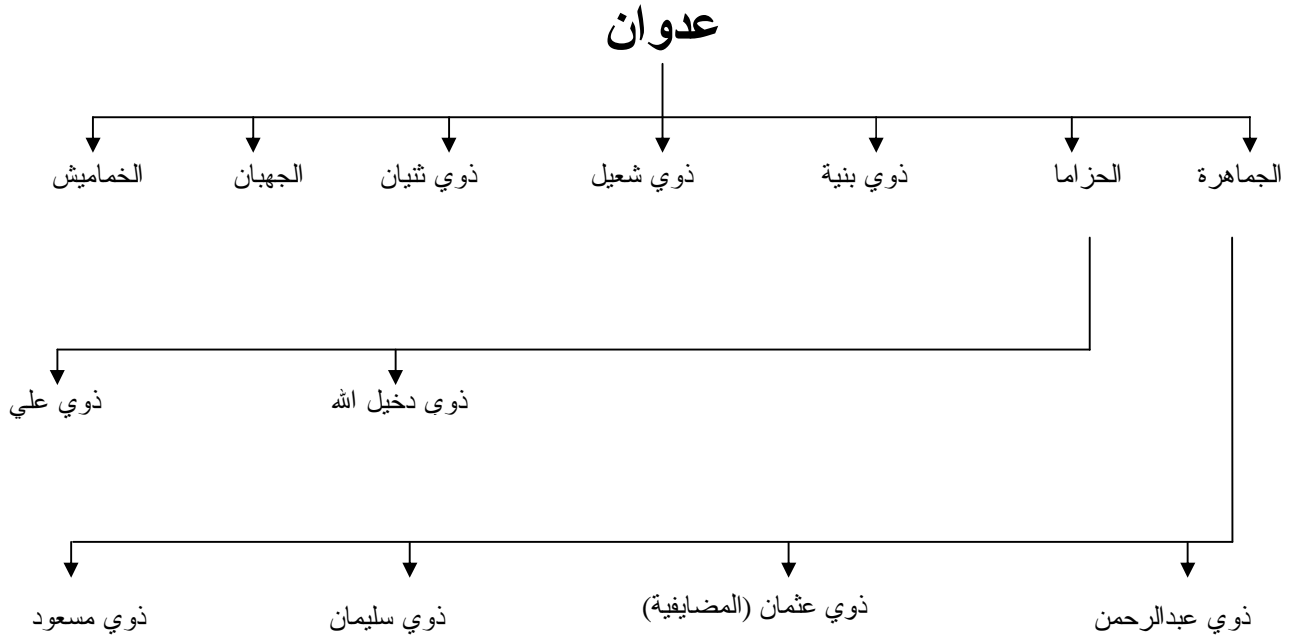 عدوان
الجماهرة الحزاما ذوي بنية ذوي شعيل ذوي ثنيان الجهبان الخماميش
ذوي دخيل الله ذوي علي
ذوي عبدالرحمن ذوي عثمان (المضايفية) ذوي سليمان ذوي مسعود